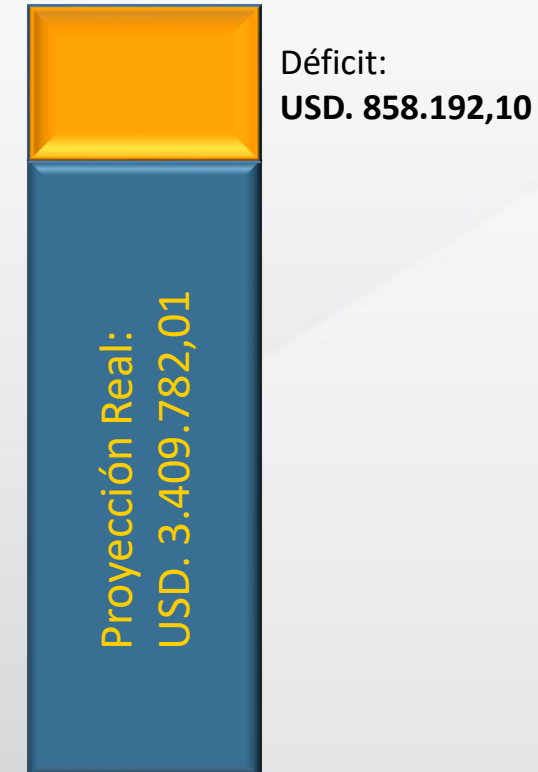 Déficit:
USD. 858.192,10
Proyección Real:
USD. 3.409.782,01